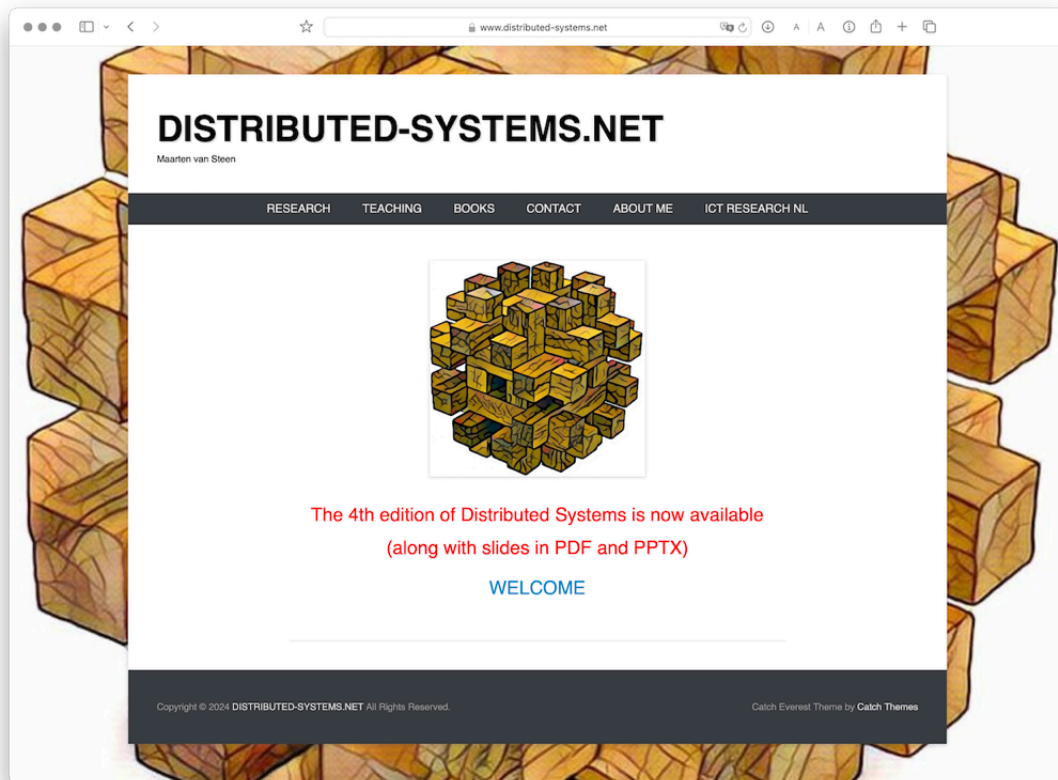 www.distributed-systems.net
A A
DISTRIBUTED-SYSTEMS.NET
Maarten van Steen
RESEARCH TEACHING BOOKS CONTACT ABOUT ME ICT RESEARCH NL
The 4th edition of Distributed Systems is now available
(along with slides in PDF and PPTX)
WELCOME
Copyright © 2024 DISTRIBUTED-SYSTEMS.NET All Rights Reserved.
Catch Everest Theme by Catch Themes